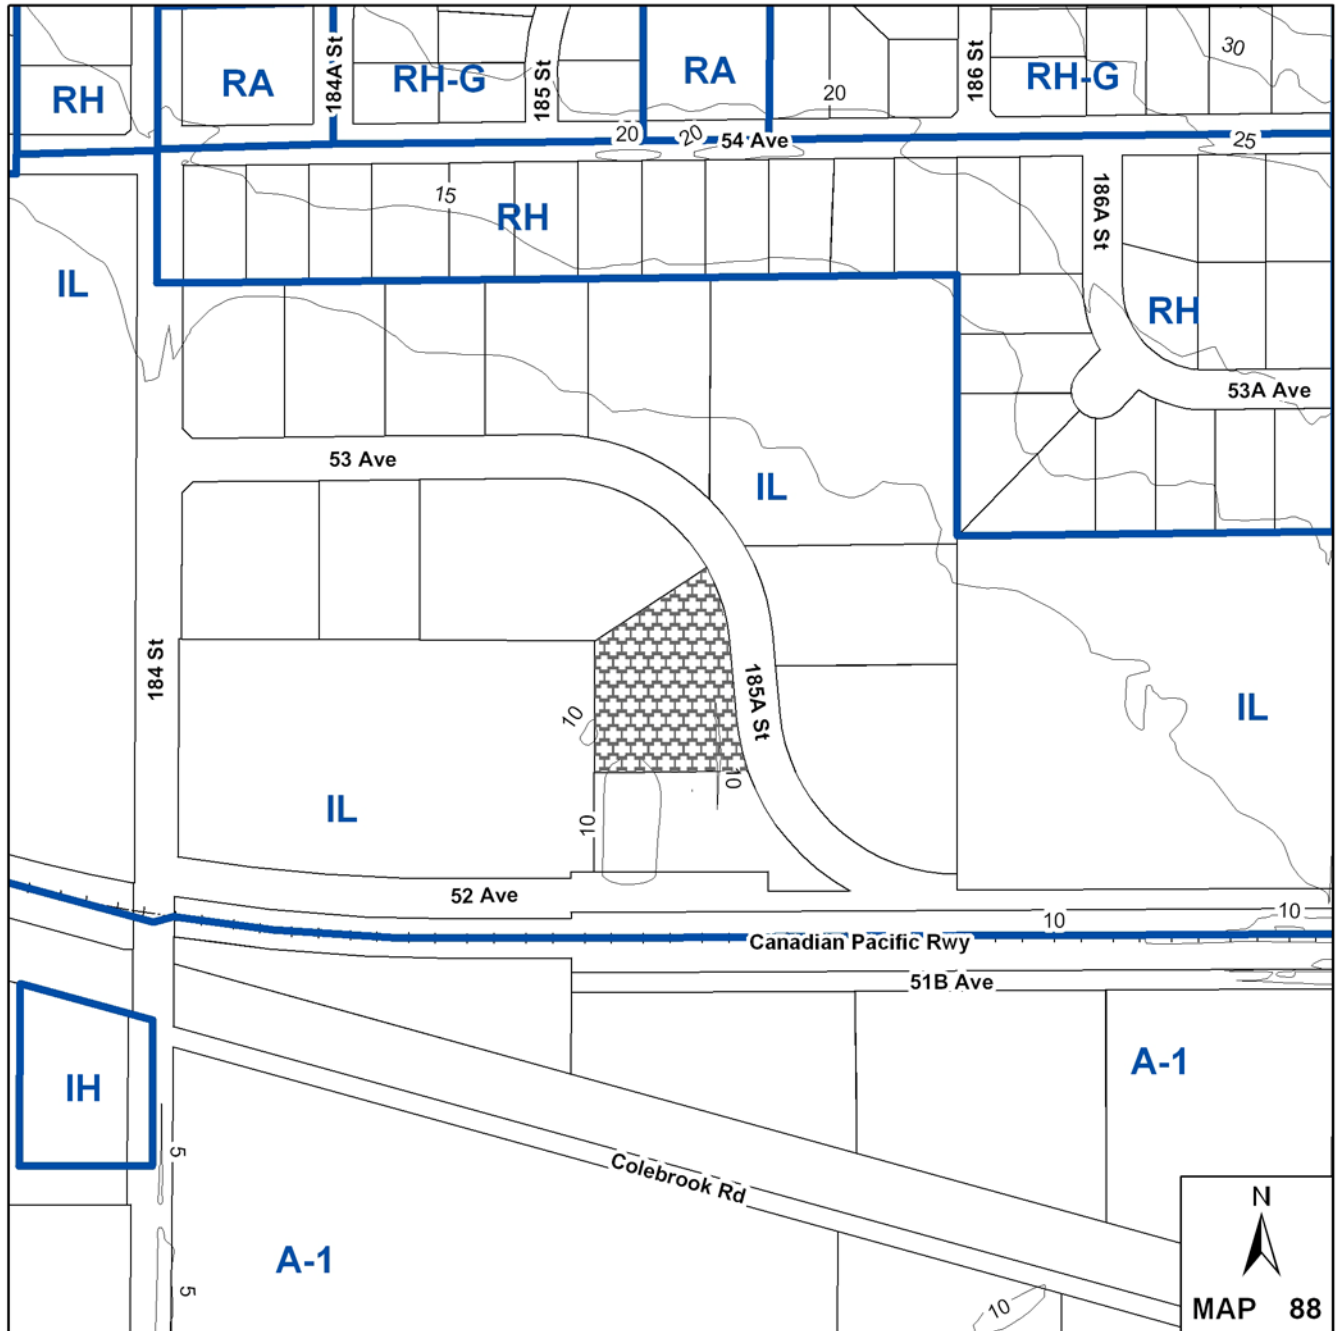 30
RH
RA
184A St
RH-G
185 St
RA
20
186 St
RH-G
20
20
54 Ave
25
15
RH
186A St
IL
RH
53A Ave
53 Ave
IL
184 St
185A St
10
IL
10
IL
10
52 Ave
10
10
Canadian Pacific Rwy
51B Ave
IH
A-1
5
Colebrook Rd
A-1
5
10
N
MAP 88